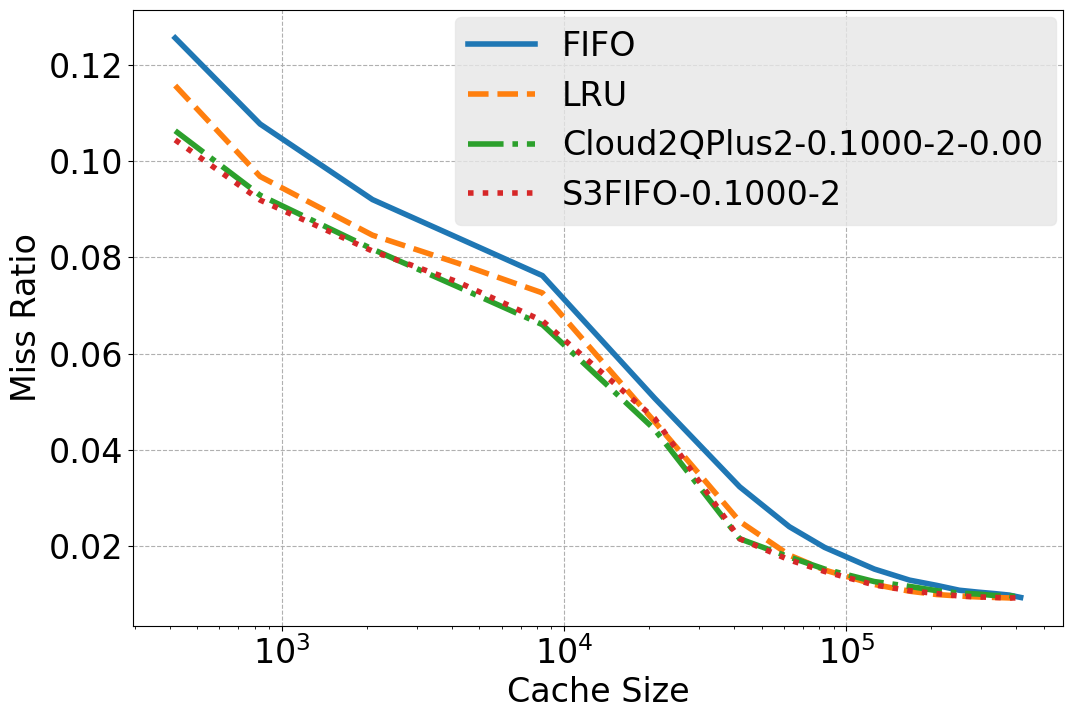 FIFO
LRU
Cloud2QPlus2-0.1000-2-0.00
S3FIFO-0.1000-2
0.12
0.10
0.08
0.06
0.04
0.02
Miss Ratio
10³ 10⁴ 10⁵
Cache Size